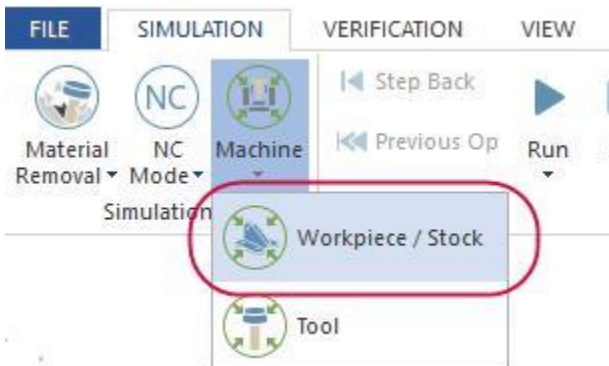 FILE SIMULATION VERIFICATION VIEW
NC
Step Back
Previous Op
Material Removal
NC Mode
Machine
Run
Simulation
Workpiece / Stock
Tool